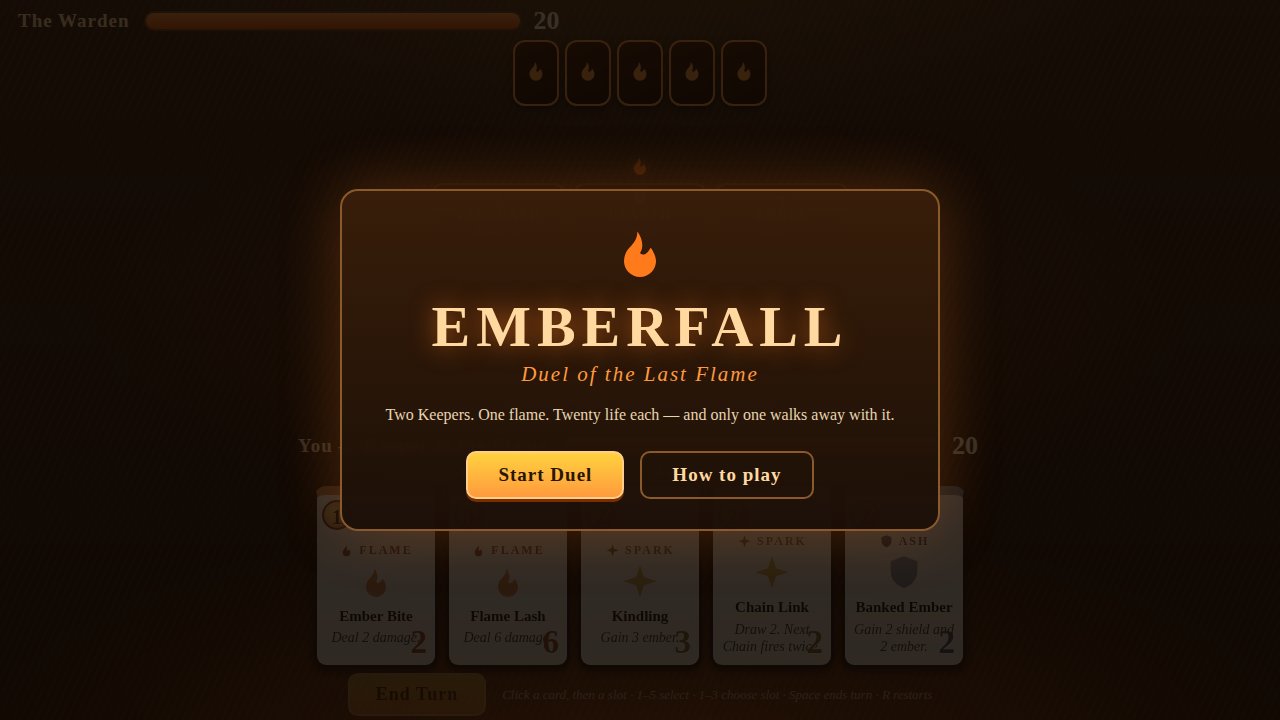 The Warden
20
EMBERFALL
Duel of the Last Flame
Two Keepers. One flame. Twenty life each — and only one walks away with it.
You
20
Start Duel
How to play
1
FLAME
Ember Bite
Deal 2 damage
2
FLAME
Flame Lash
Deal 6 damage
6
SPARK
Kindling
Gain 3 ember.
3
SPARK
Chain Link
Draw 2. Next
Chain fires twice
2
ASH
Banked Ember
Gain 2 shield and
2 ember.
2
End Turn
Click a card, then a slot · 1–5 select · 1–3 choose slot · Space ends turn · R restarts